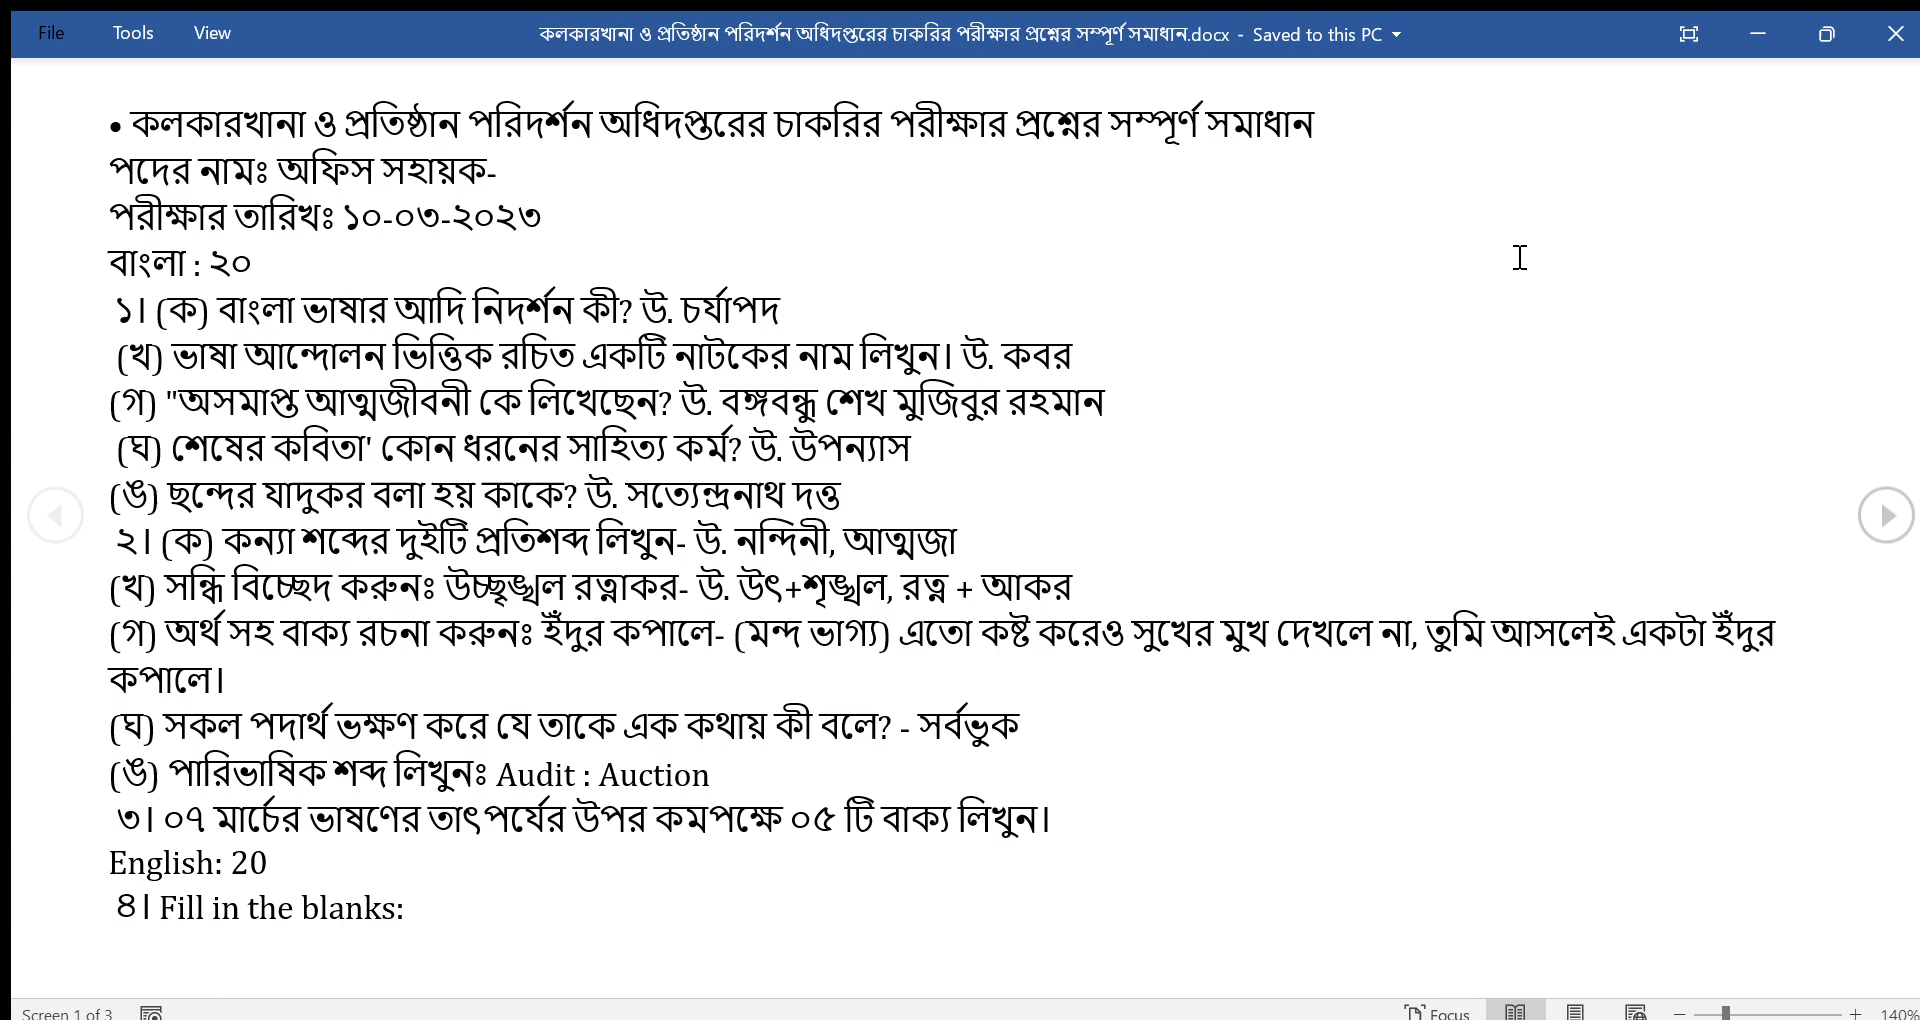 File Tools View কলকারখানা ও প্রতিষ্ঠান পরিদর্শন অধিদপ্তরের চাকরির পরীক্ষার প্রশ্নের সম্পূর্ণ সমাধান.docx - Saved to this PC
• কলকারখানা ও প্রতিষ্ঠান পরিদর্শন অধিদপ্তরের চাকরির পরীক্ষার প্রশ্নের সম্পূর্ণ সমাধান
পদের নামঃ অফিস সহায়ক-
পরীক্ষার তারিখঃ ১০-০৩-২০২৩
বাংলা : ২০
১। (ক) বাংলা ভাষার আদি নিদর্শন কী? উ. চর্যাপদ
(খ) ভাষা আন্দোলন ভিত্তিক রচিত একটি নাটকের নাম লিখুন। উ. কবর
(গ) "অসমাপ্ত আত্মজীবনী কে লিখেছেন? উ. বঙ্গবন্ধু শেখ মুজিবুর রহমান
(ঘ) শেষের কবিতা' কোন ধরনের সাহিত্য কর্ম? উ. উপন্যাস
(ঙ) ছন্দের যাদুকর বলা হয় কাকে? উ. সত্যেন্দ্রনাথ দত্ত
২। (ক) কন্যা শব্দের দুইটি প্রতিশব্দ লিখুন- উ. নন্দিনী, আত্মজা
(খ) সন্ধি বিচ্ছেদ করুনঃ উচ্ছৃঙ্খল রত্নাকর- উ. উৎ+শৃঙ্খল, রত্ন + আকর
(গ) অর্থ সহ বাক্য রচনা করুনঃ ইঁদুর কপালে- (মন্দ ভাগ্য) এতো কষ্ট করেও সুখের মুখ দেখলে না, তুমি আসলেই একটা ইঁদুর
কপালে।
(ঘ) সকল পদার্থ ভক্ষণ করে যে তাকে এক কথায় কী বলে? - সর্বভুক
(ঙ) পারিভাষিক শব্দ লিখুনঃ Audit : Auction
৩। ০৭ মার্চের ভাষণের তাৎপর্যের উপর কমপক্ষে ০৫ টি বাক্য লিখুন।
English: 20
৪। Fill in the blanks:
Screen 1 of 3 Focus 140%